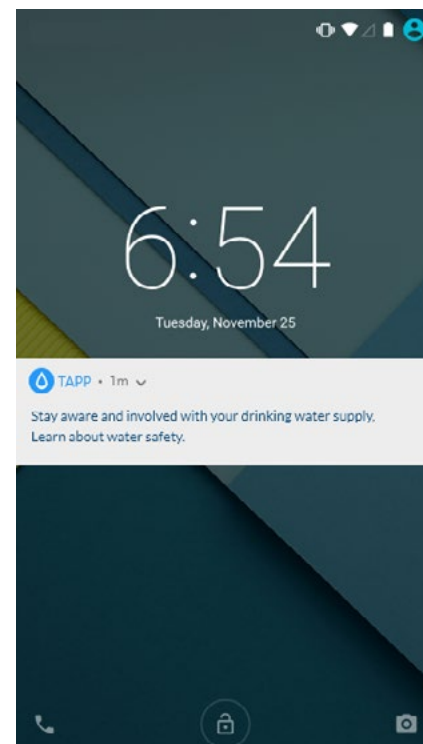 6:54
Tuesday, November 25
TAPP • 1m
Stay aware and involved with your drinking water supply.
Learn about water safety.